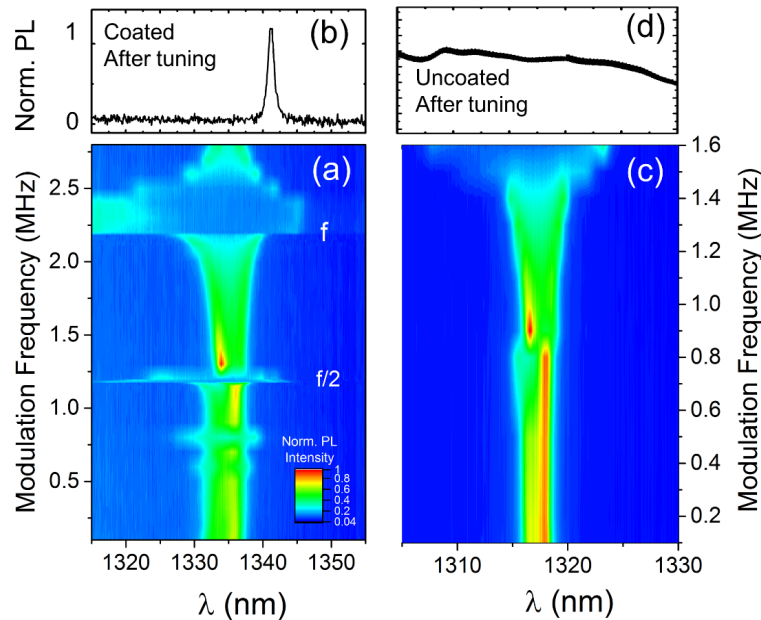 (b)
Coated
After tuning
Norm. PL
1
0
(d)
Uncoated
After tuning
(a)
f
f/2
Modulation Frequency (MHz)
2.5
2.0
1.5
1.0
0.5
Norm. PL
Intensity
1
0.8
0.6
0.4
0.2
0.04
1320 1330 1340 1350
λ (nm)
(c)
1.6
1.4
1.2
1.0
0.8
0.6
0.4
0.2
Modulation Frequency (MHz)
1310 1320 1330
λ (nm)